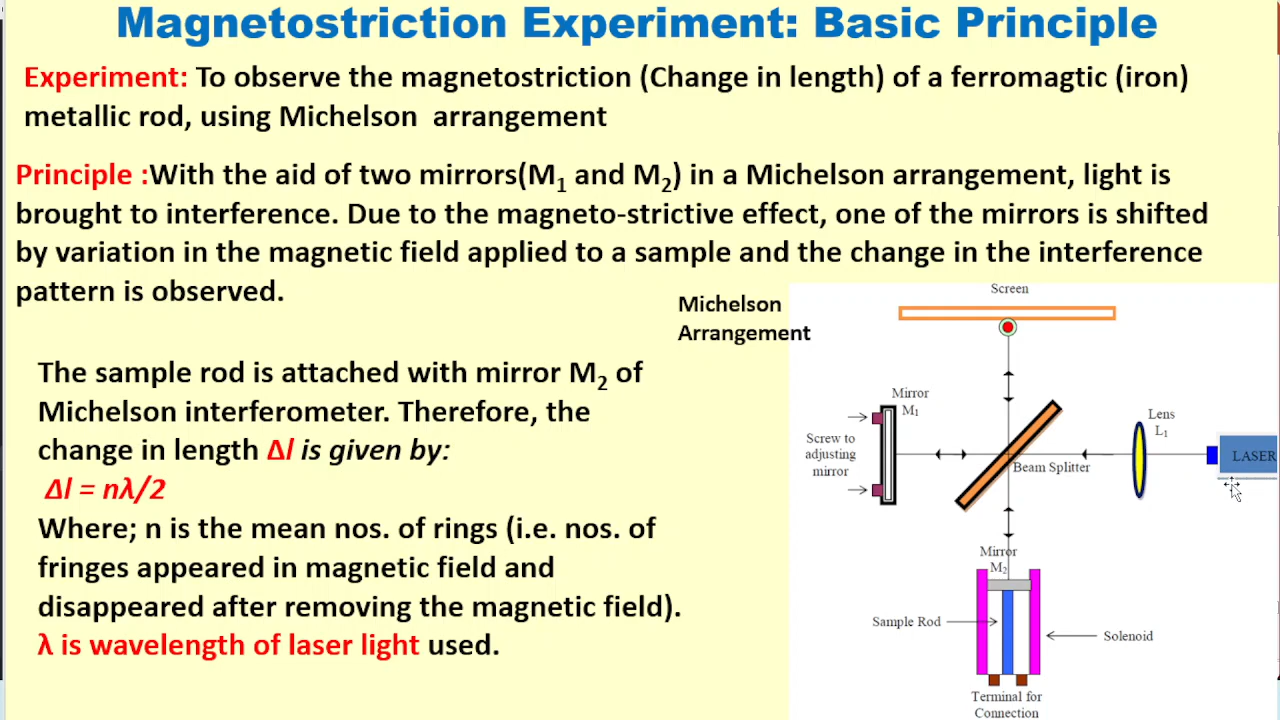 Magnetostriction Experiment: Basic Principle
Experiment: To observe the magnetostriction (Change in length) of a ferromagtic (iron)
metallic rod, using Michelson arrangement
Principle :With the aid of two mirrors(M₁ and M₂) in a Michelson arrangement, light is
brought to interference. Due to the magneto-strictive effect, one of the mirrors is shifted
by variation in the magnetic field applied to a sample and the change in the interference
pattern is observed.
Michelson
Arrangement
The sample rod is attached with mirror M₂ of
Michelson interferometer. Therefore, the
change in length Δl is given by:
Δl = nλ/2
Where; n is the mean nos. of rings (i.e. nos. of
fringes appeared in magnetic field and
disappeared after removing the magnetic field).
λ is wavelength of laser light used.
Screen
Mirror
M₁
Screw to
adjusting
mirror
Beam Splitter
Lens
L₁
LASER
Mirror
M₂
Sample Rod
Solenoid
Terminal for
Connection